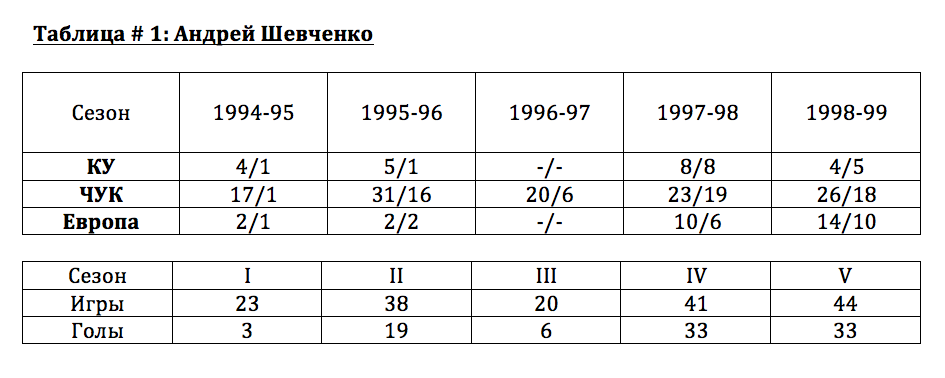 Таблица # 1: Андрей Шевченко
Сезон 1994-95 1995-96 1996-97 1997-98 1998-99
КУ 4/1 5/1 -/- 8/8 4/5
ЧУК 17/1 31/16 20/6 23/19 26/18
Европа 2/1 2/2 -/- 10/6 14/10
Сезон I II III IV V
Игры 23 38 20 41 44
Голы 3 19 6 33 33